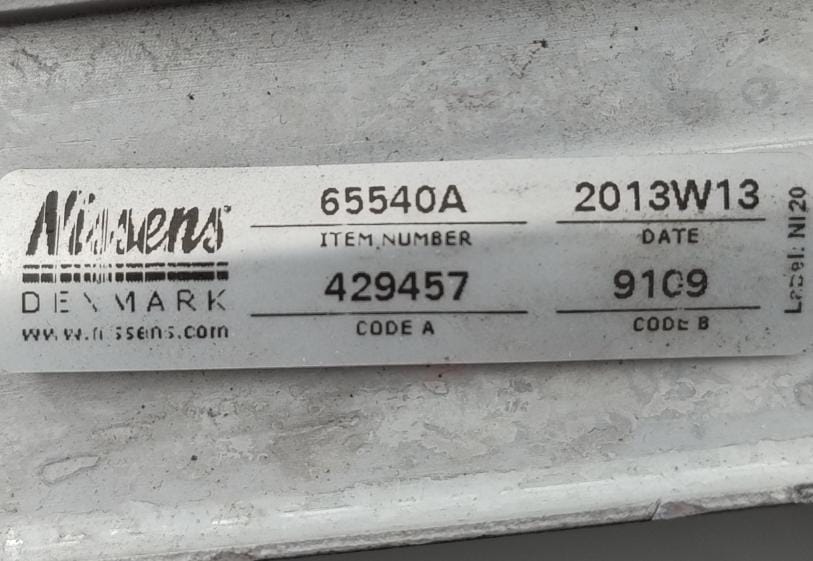 Nissens
DENMARK
www.nissens.com
65540A
ITEM NUMBER
429457
CODE A
2013W13
DATE
9109
CODE B
Label: NI20